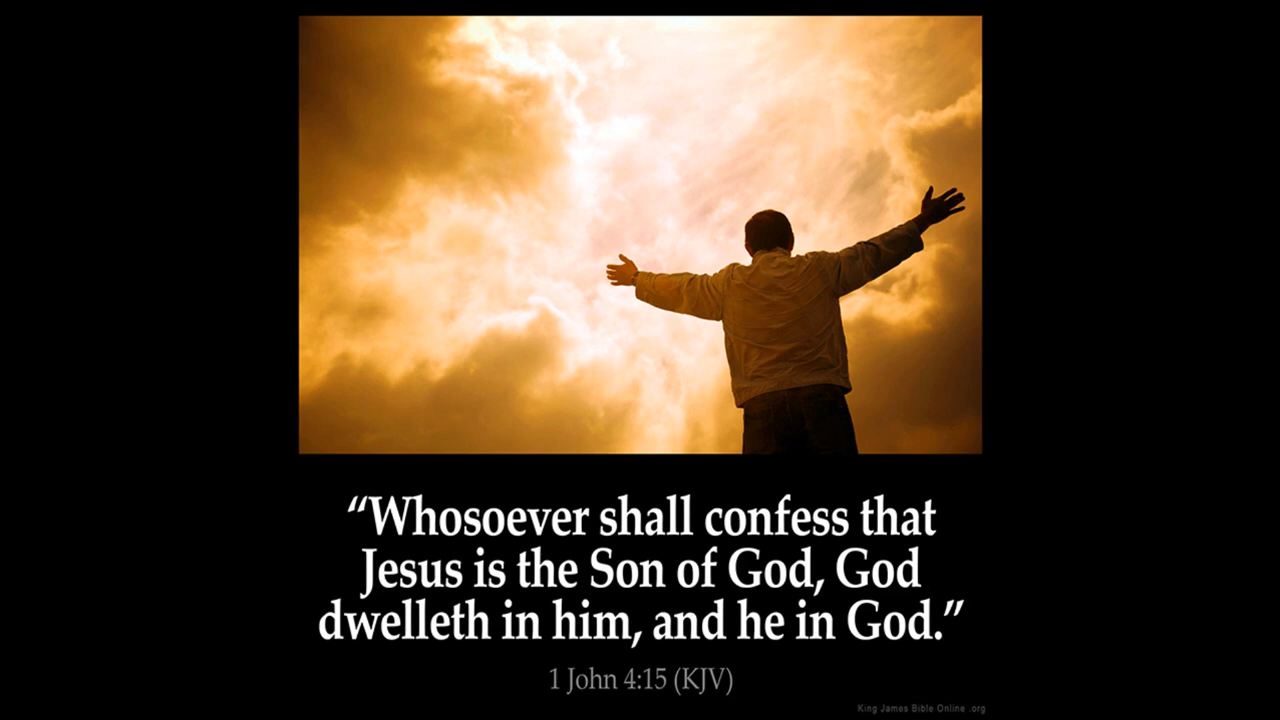 “Whosoever shall confess that
Jesus is the Son of God, God
dwelleth in him, and he in God.”
1 John 4:15 (KJV)
King James Bible Online .org